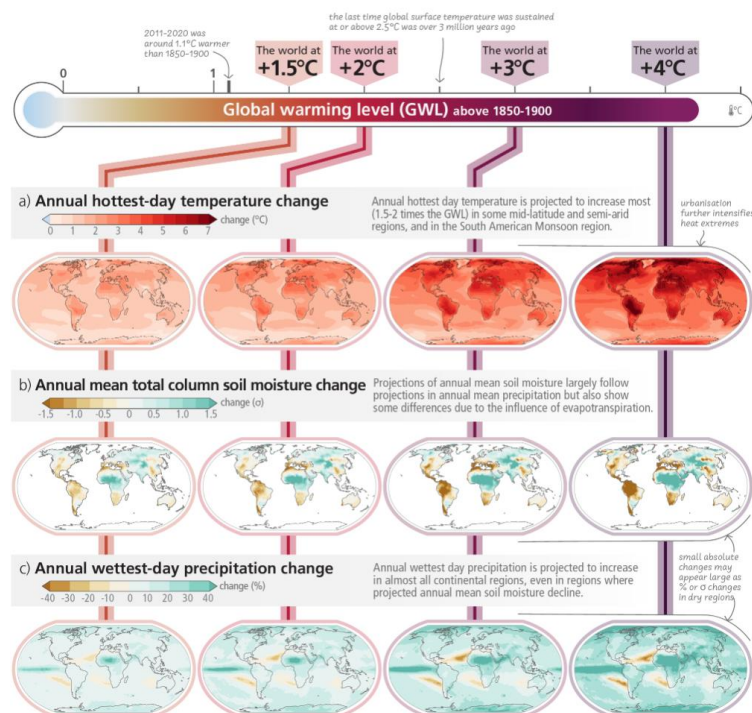 2011-2020 was
around 1.1°C warmer
than 1850-1900
the last time global surface temperature was sustained
at or above 2.5°C was over 3 million years ago
The world at
+1.5°C
The world at
+2°C
The world at
+3°C
The world at
+4°C
0
1
Global warming level (GWL) above 1850-1900
°C
a) Annual hottest-day temperature change
change (°C)
0 1 2 3 4 5 6 7
Annual hottest day temperature is projected to increase most
(1.5-2 times the GWL) in some mid-latitude and semi-arid
regions, and in the South American Monsoon region.
urbanisation
further intensifies
heat extremes
b) Annual mean total column soil moisture change
change (σ)
-1.5 -1.0 -0.5 0 0.5 1.0 1.5
Projections of annual mean soil moisture largely follow
projections in annual mean precipitation but also show
some differences due to the influence of evapotranspiration.
c) Annual wettest-day precipitation change
change (%)
-40 -30 -20 -10 0 10 20 30 40
Annual wettest day precipitation is projected to increase
in almost all continental regions, even in regions where
projected annual mean soil moisture decline.
small absolute
changes may
appear large as
% or σ changes
in dry regions